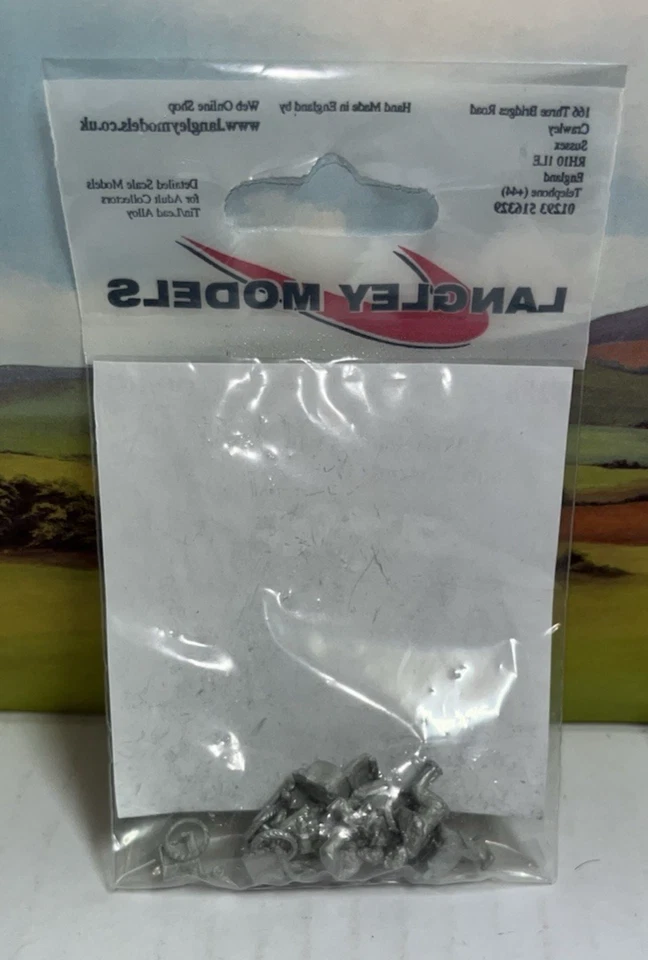 166 Three Bridges Road
Crawley
Sussex
RH10 1LE
England
Telephone (+44)
01293 516329
Hand Made in England by
Web Online Shop
www.langleymodels.co.uk
Detailed Scale Models
for Adult Collectors
Tin/Lead Alloy
LANGLEY MODELS